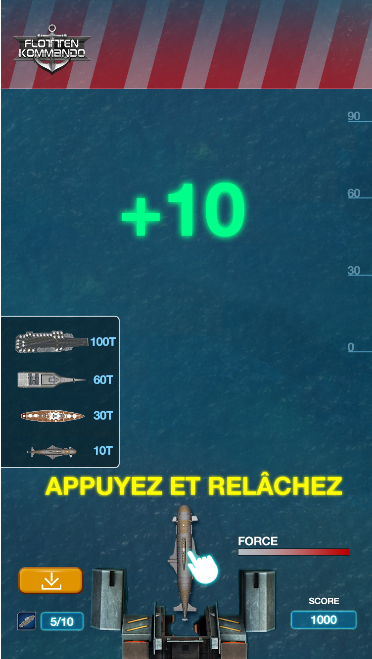 FLOTTEN
KOMMANDO
90
+10
60
30
0
100T
60T
30T
10T
APPUYEZ ET RELÂCHEZ
FORCE
SCORE
5/10
1000